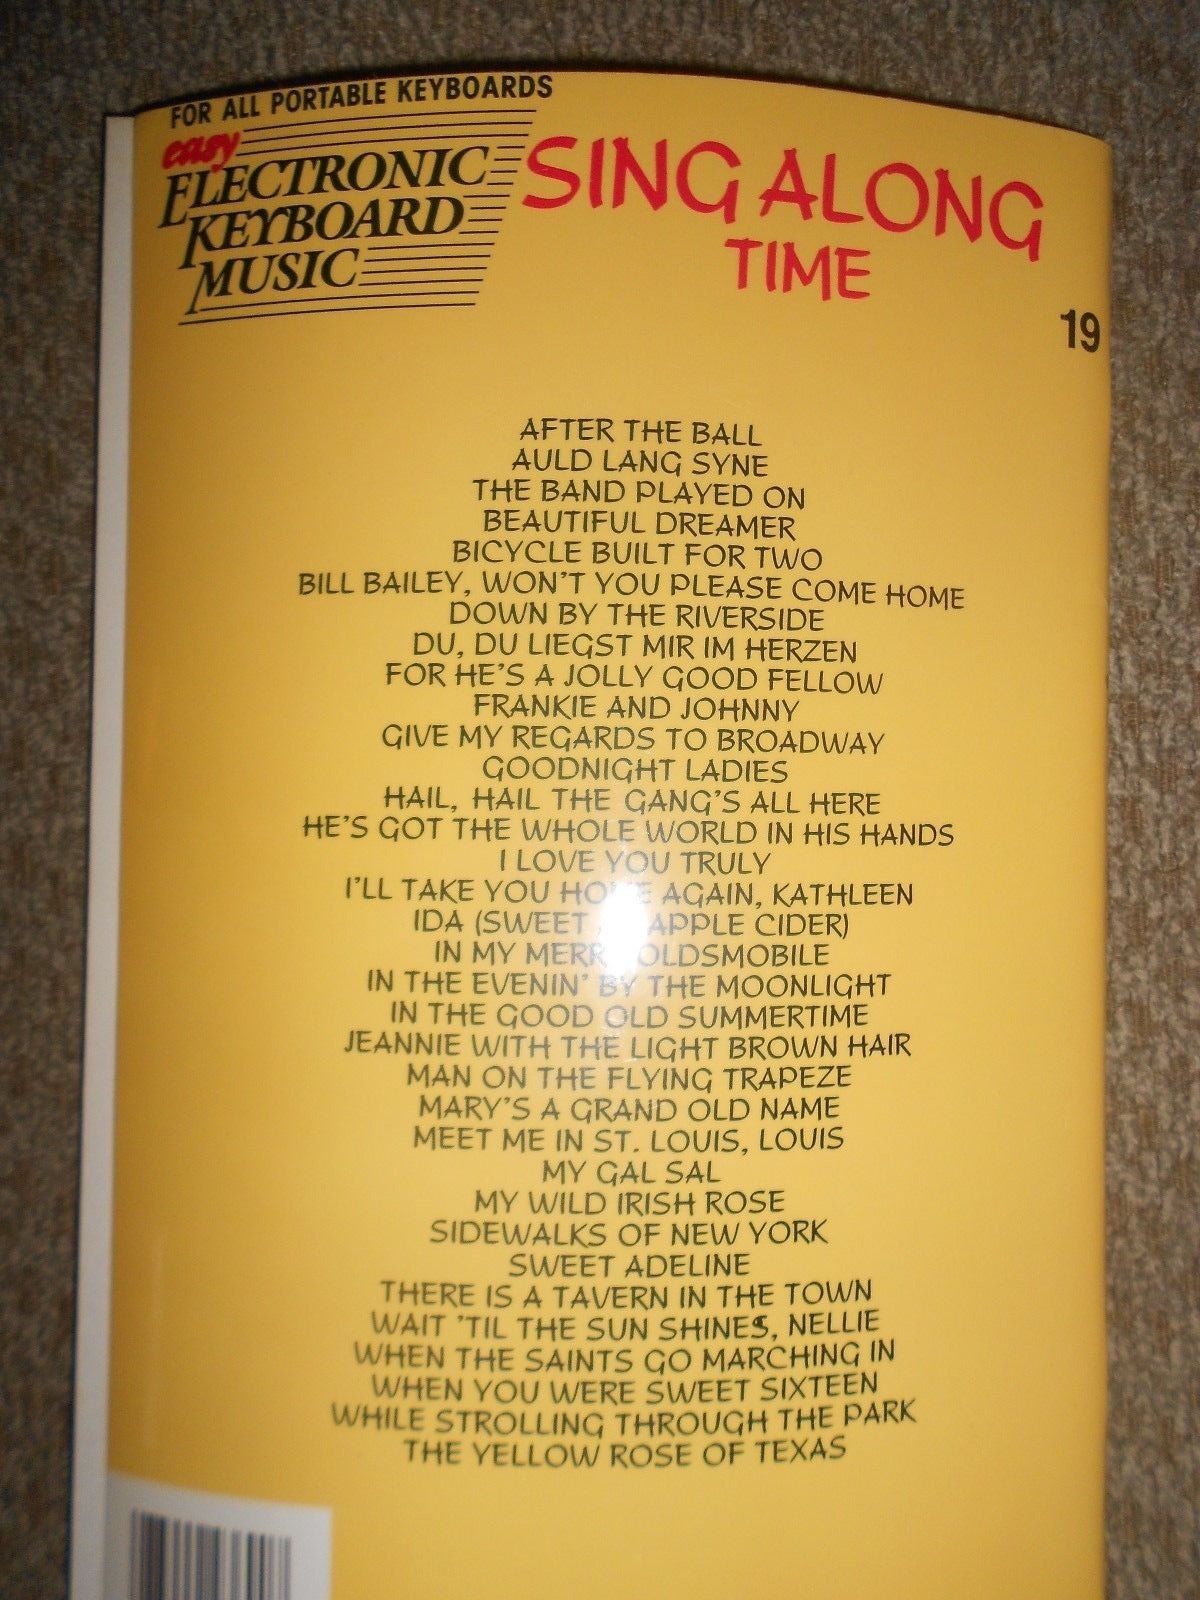 FOR ALL PORTABLE KEYBOARDS
easy
ELECTRONIC
KEYBOARD
MUSIC
SING ALONG
TIME
19
AFTER THE BALL
AULD LANG SYNE
THE BAND PLAYED ON
BEAUTIFUL DREAMER
BICYCLE BUILT FOR TWO
BILL BAILEY, WON'T YOU PLEASE COME HOME
DOWN BY THE RIVERSIDE
DU, DU LIEGST MIR IM HERZEN
FOR HE'S A JOLLY GOOD FELLOW
FRANKIE AND JOHNNY
GIVE MY REGARDS TO BROADWAY
GOODNIGHT LADIES
HAIL, HAIL THE GANG'S ALL HERE
HE'S GOT THE WHOLE WORLD IN HIS HANDS
I LOVE YOU TRULY
I'LL TAKE YOU HOME AGAIN, KATHLEEN
IDA (SWEET APPLE CIDER)
IN MY MERRY OLDSMOBILE
IN THE EVENIN' BY THE MOONLIGHT
IN THE GOOD OLD SUMMERTIME
JEANNIE WITH THE LIGHT BROWN HAIR
MAN ON THE FLYING TRAPEZE
MARY'S A GRAND OLD NAME
MEET ME IN ST. LOUIS, LOUIS
MY GAL SAL
MY WILD IRISH ROSE
SIDEWALKS OF NEW YORK
SWEET ADELINE
THERE IS A TAVERN IN THE TOWN
WAIT 'TIL THE SUN SHINES, NELLIE
WHEN THE SAINTS GO MARCHING IN
WHEN YOU WERE SWEET SIXTEEN
WHILE STROLLING THROUGH THE PARK
THE YELLOW ROSE OF TEXAS